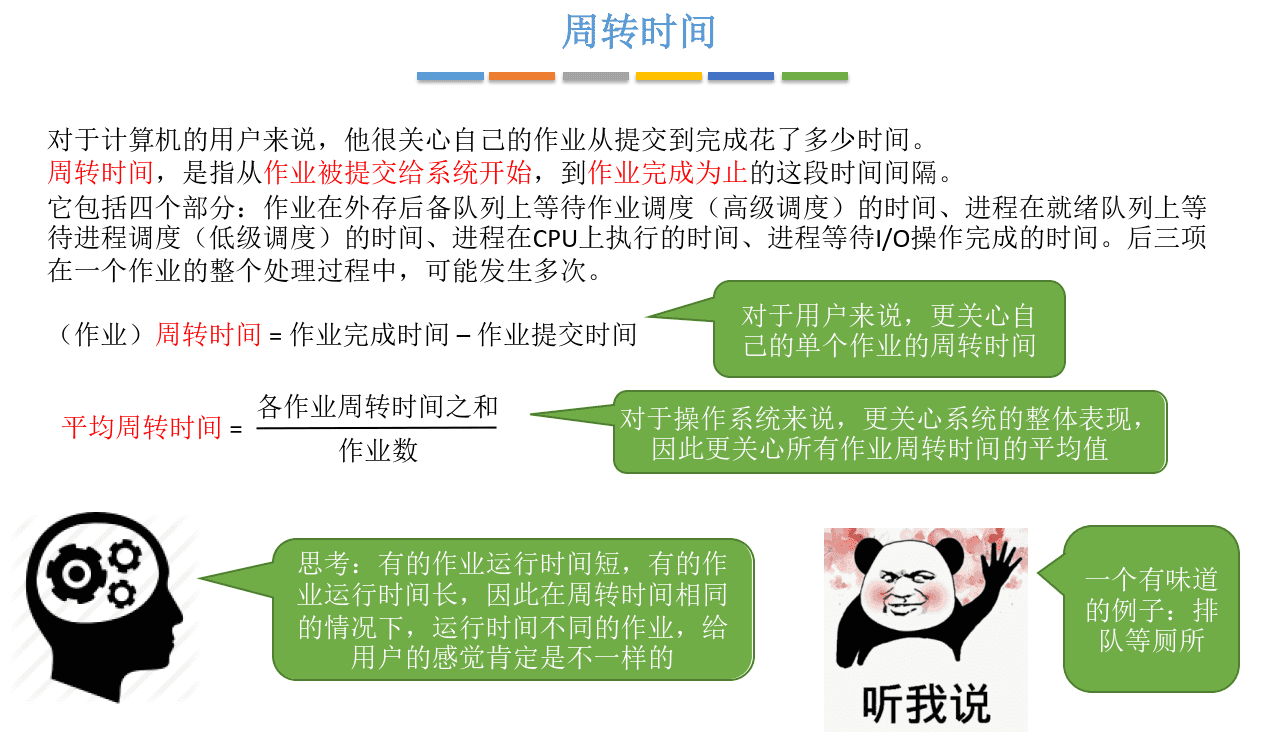 周转时间
对于计算机的用户来说，他很关心自己的作业从提交到完成花了多少时间。
周转时间，是指从作业被提交给系统开始，到作业完成为止的这段时间间隔。
它包括四个部分：作业在外存后备队列上等待作业调度（高级调度）的时间、进程在就绪队列上等
待进程调度（低级调度）的时间、进程在CPU上执行的时间、进程等待I/O操作完成的时间。后三项
在一个作业的整个处理过程中，可能发生多次。
（作业）周转时间 = 作业完成时间 – 作业提交时间
对于用户来说，更关心自
己的单个作业的周转时间
平均周转时间 =
各作业周转时间之和
作业数
对于操作系统来说，更关心系统的整体表现，
因此更关心所有作业周转时间的平均值
思考：有的作业运行时间短，有的作
业运行时间长，因此在周转时间相同
的情况下，运行时间不同的作业，给
用户的感觉肯定是不一样的
听我说
一个有味道
的例子：排
队等厕所